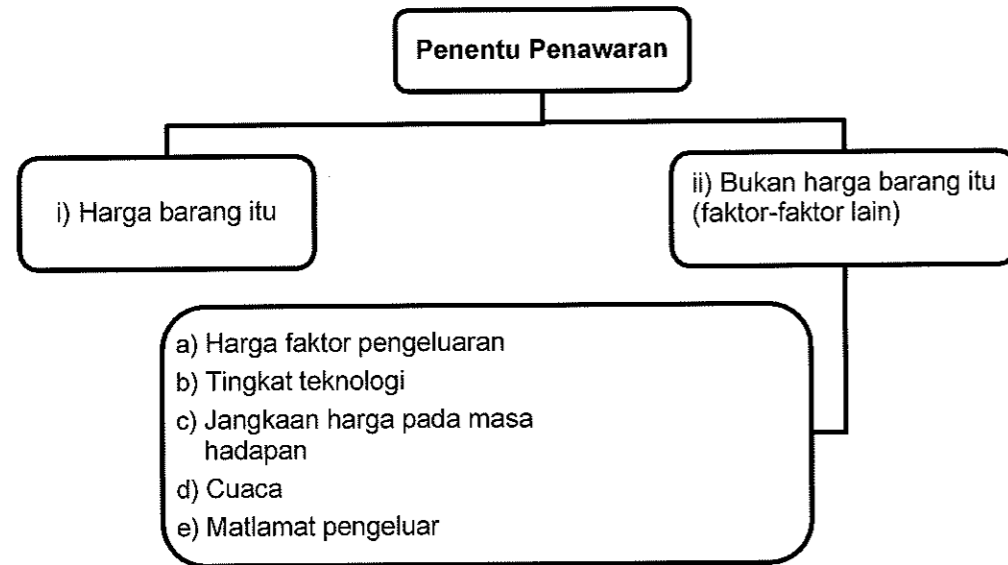 Penentu Penawaran
i) Harga barang itu
ii) Bukan harga barang itu
(faktor-faktor lain)
a) Harga faktor pengeluaran
b) Tingkat teknologi
c) Jangkaan harga pada masa
hadapan
d) Cuaca
e) Matlamat pengeluar